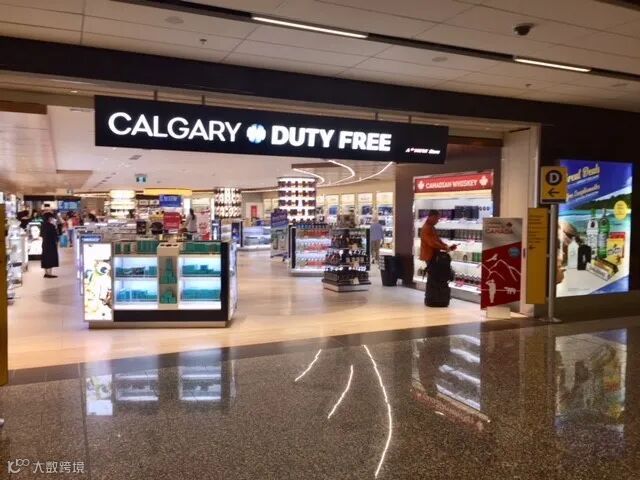 CALGARY DUTY FREE
CANADIAN WHISKEY
D
大数跨境